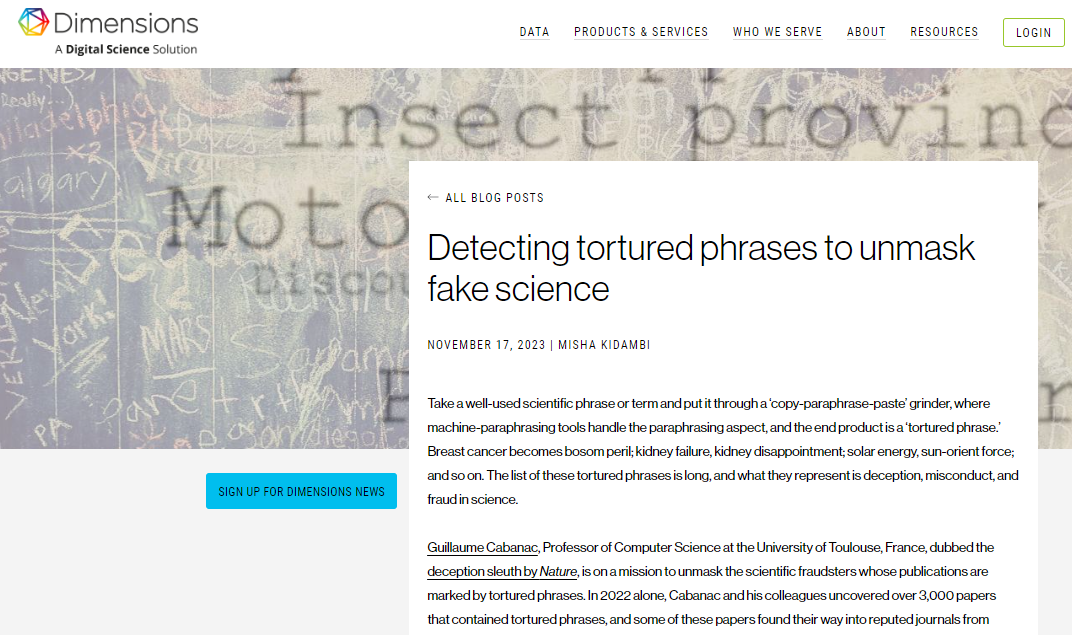 Dimensions
A Digital Science Solution
DATA PRODUCTS & SERVICES WHO WE SERVE ABOUT RESOURCES LOGIN
Really...
Insect provinc
x2
Moto
Disco
MARS
York.
PA
sandiego.
← ALL BLOG POSTS
Detecting tortured phrases to unmask
fake science
NOVEMBER 17, 2023 | MISHA KIDAMBI
Take a well-used scientific phrase or term and put it through a ‘copy-paraphrase-paste’ grinder, where
machine-paraphrasing tools handle the paraphrasing aspect, and the end product is a ‘tortured phrase.’
Breast cancer becomes bosom peril; kidney failure, kidney disappointment; solar energy, sun-orient force;
and so on. The list of these tortured phrases is long, and what they represent is deception, misconduct, and
fraud in science.
SIGN UP FOR DIMENSIONS NEWS
Guillaume Cabanac, Professor of Computer Science at the University of Toulouse, France, dubbed the
deception sleuth by Nature, is on a mission to unmask the scientific fraudsters whose publications are
marked by tortured phrases. In 2022 alone, Cabanac and his colleagues uncovered over 3,000 papers
that contained tortured phrases, and some of these papers found their way into reputed journals from